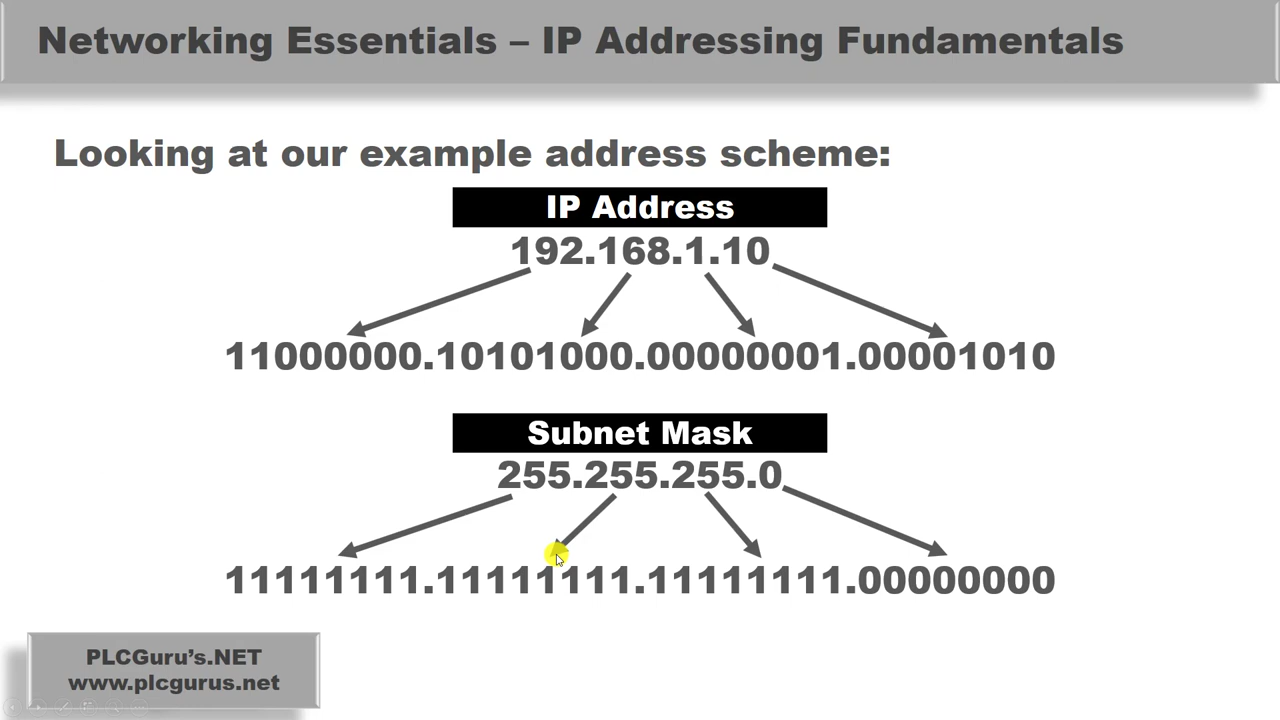 Networking Essentials – IP Addressing Fundamentals
Looking at our example address scheme:
IP Address
192.168.1.10
11000000.10101000.00000001.00001010
Subnet Mask
255.255.255.0
11111111.11111111.11111111.00000000
PLCGuru’s.NET
www.plcgurus.net